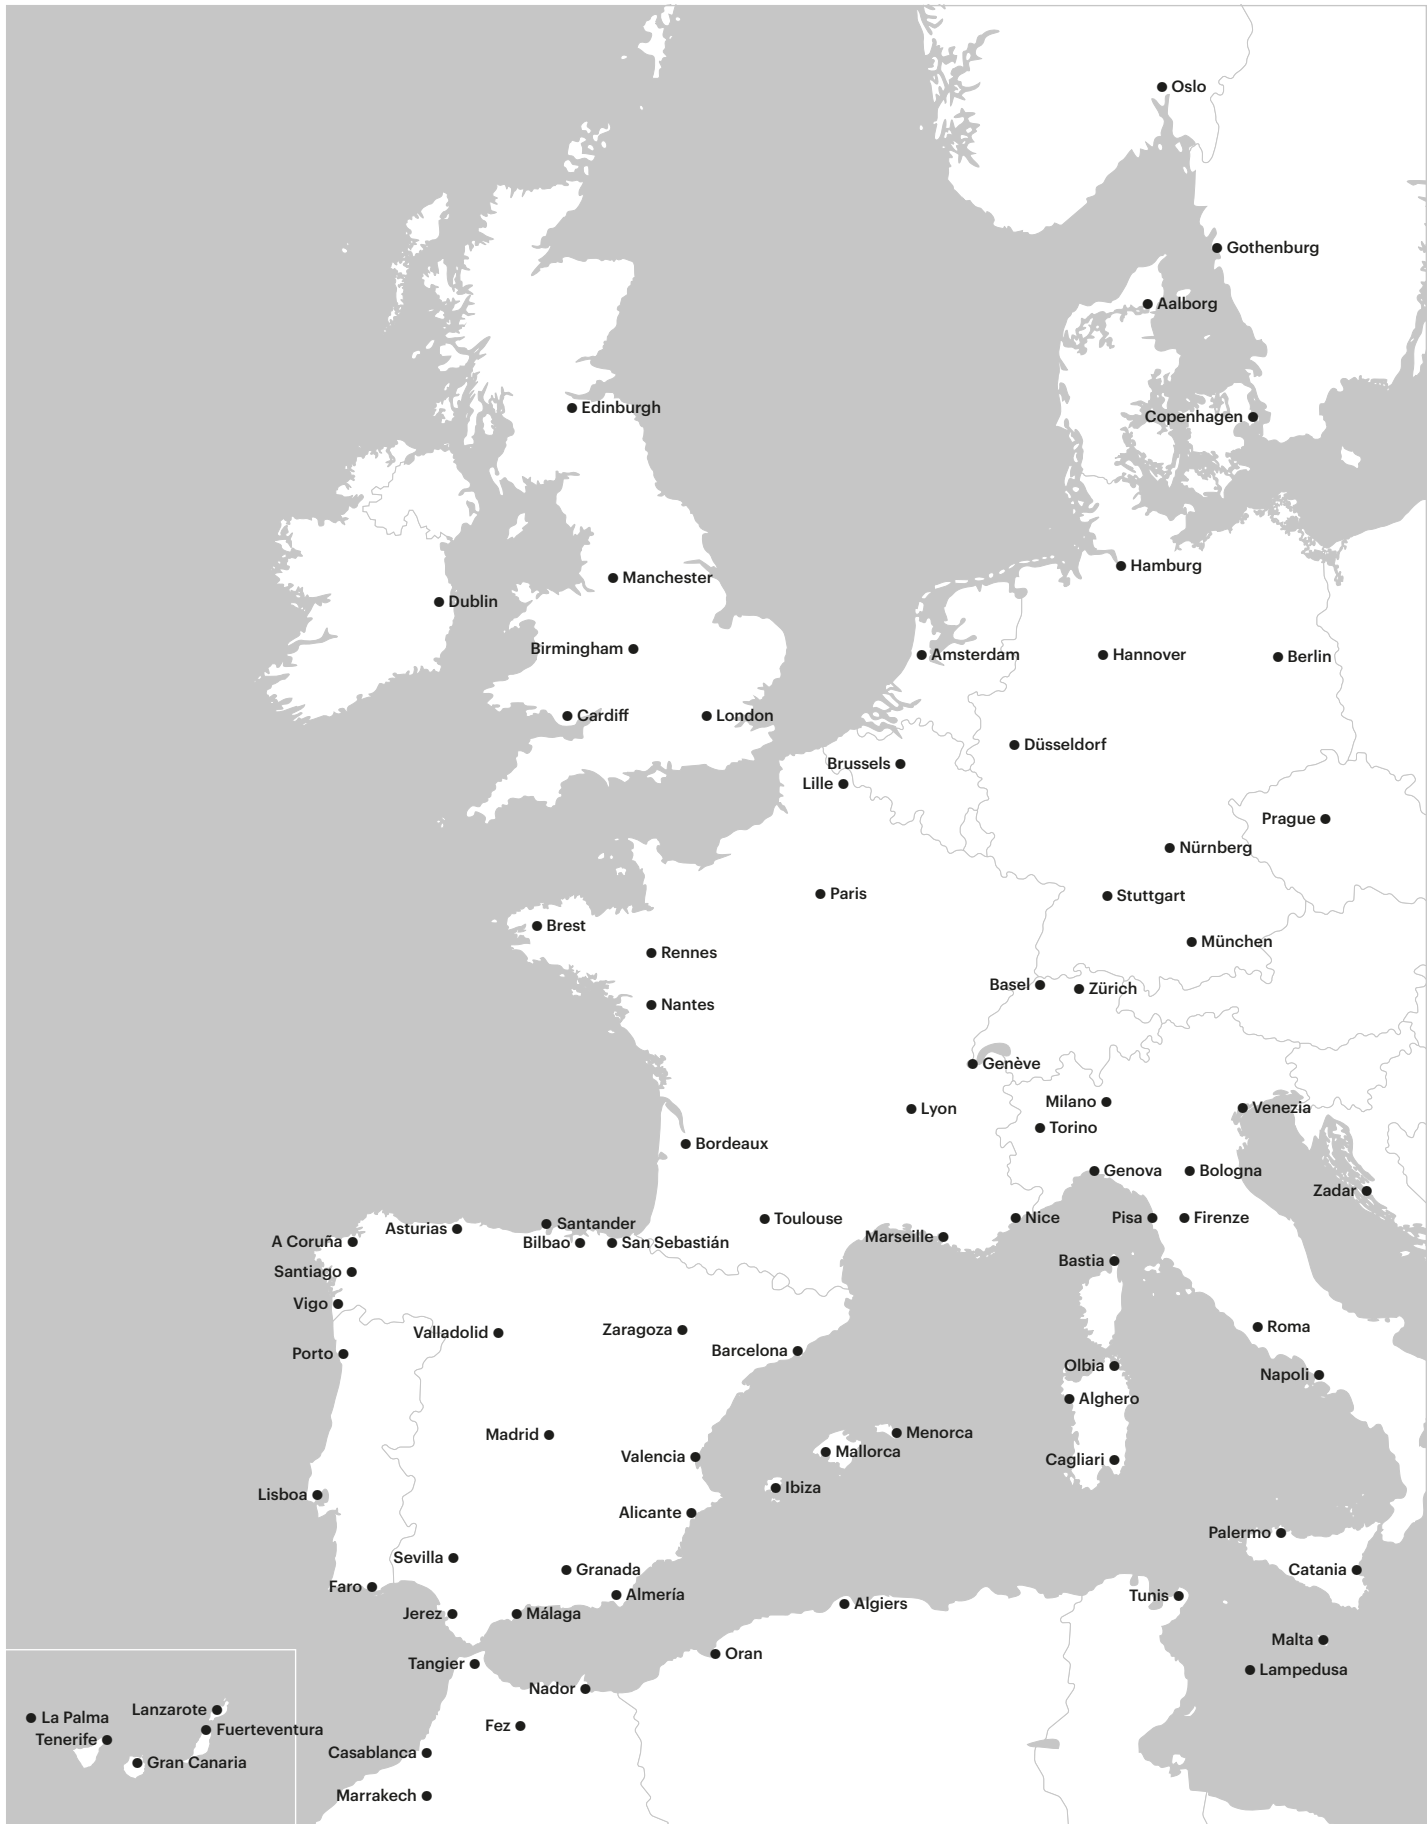 Oslo
Gothenburg
Aalborg
Edinburgh
Copenhagen
Hamburg
Manchester
Dublin
Birmingham
Amsterdam
Hannover
Berlin
Cardiff
London
Düsseldorf
Brussels
Lille
Prague
Nürnberg
Paris
Stuttgart
Brest
München
Rennes
Basel
Zürich
Nantes
Genève
Milano
Lyon
Venezia
Torino
Bordeaux
Genova
Bologna
Zadar
Toulouse
Nice
Pisa
Firenze
Santander
Asturias
Marseille
A Coruña
Bilbao
San Sebastián
Bastia
Santiago
Vigo
Roma
Zaragoza
Valladolid
Barcelona
Porto
Olbia
Napoli
Alghero
Menorca
Madrid
Mallorca
Valencia
Cagliari
Ibiza
Lisboa
Alicante
Palermo
Sevilla
Granada
Catania
Faro
Almería
Tunis
Algiers
Jerez
Málaga
Malta
Oran
Tangier
Lampedusa
Nador
Lanzarote
La Palma
Fez
Fuerteventura
Tenerife
Casablanca
Gran Canaria
Marrakech